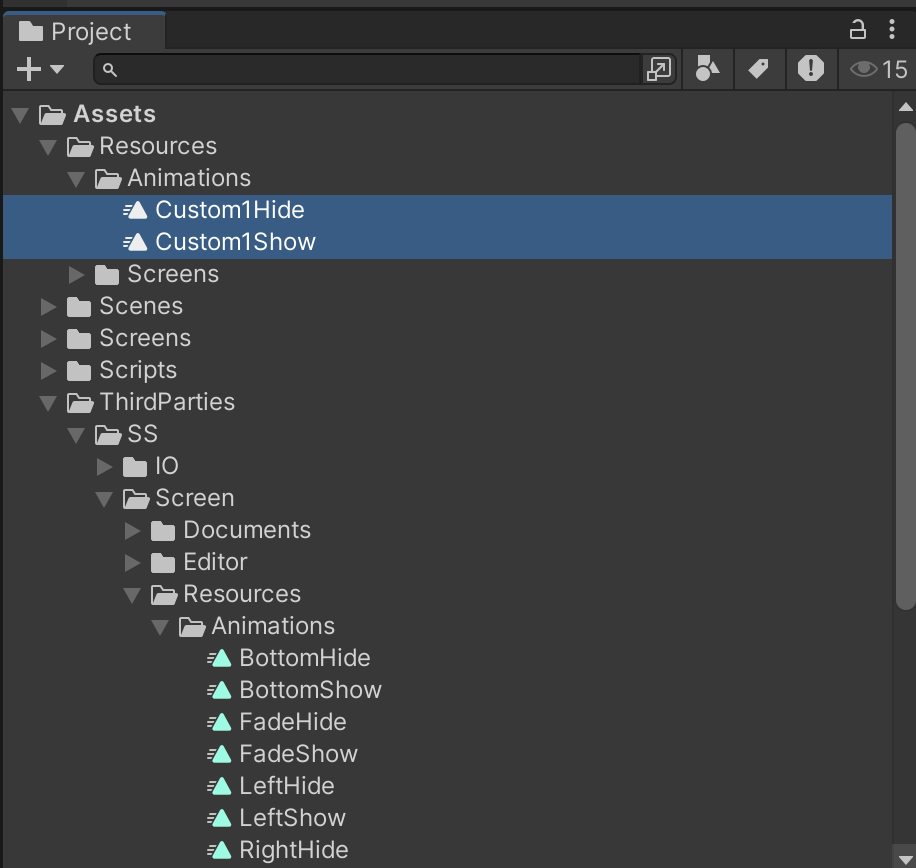 Project
15
Assets
Resources
Animations
Custom1Hide
Custom1Show
Screens
Scenes
Screens
Scripts
ThirdParties
SS
IO
Screen
Documents
Editor
Resources
Animations
BottomHide
BottomShow
FadeHide
FadeShow
LeftHide
LeftShow
RightHide